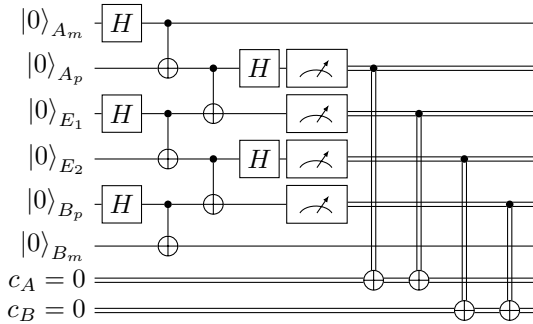 |0⟩_{A_m} H
|0⟩_{A_p} H
|0⟩_{E_1} H
|0⟩_{E_2} H
|0⟩_{B_p} H
|0⟩_{B_m}
c_A = 0
c_B = 0